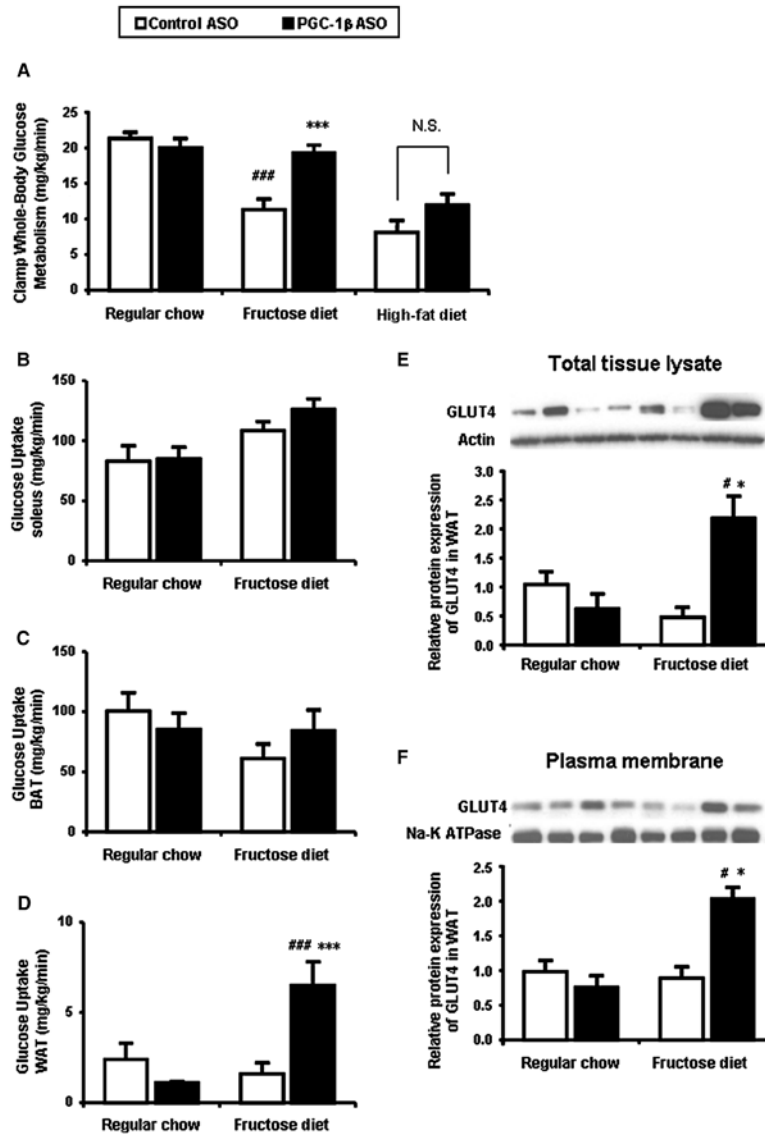 Control ASO PGC-1β ASO
A
Clamp Whole-Body Glucose
Metabolism (mg/kg/min)
25
20
15
10
5
0
###
***
N.S.
Regular chow Fructose diet High-fat diet
B
Glucose Uptake
soleus (mg/kg/min)
150
100
50
0
Regular chow Fructose diet
C
Glucose Uptake
BAT (mg/kg/min)
150
100
50
0
Regular chow Fructose diet
D
Glucose Uptake
WAT (mg/kg/min)
10
5
0
### ***
Regular chow Fructose diet
E
Total tissue lysate
GLUT4
Actin
Relative protein expression
of GLUT4 in WAT
3.0
2.5
2.0
1.5
1.0
0.5
0.0
# *
Regular chow Fructose diet
F
Plasma membrane
GLUT4
Na-K ATPase
Relative protein expression
of GLUT4 in WAT
2.5
2.0
1.5
1.0
0.5
0.0
# *
Regular chow Fructose diet